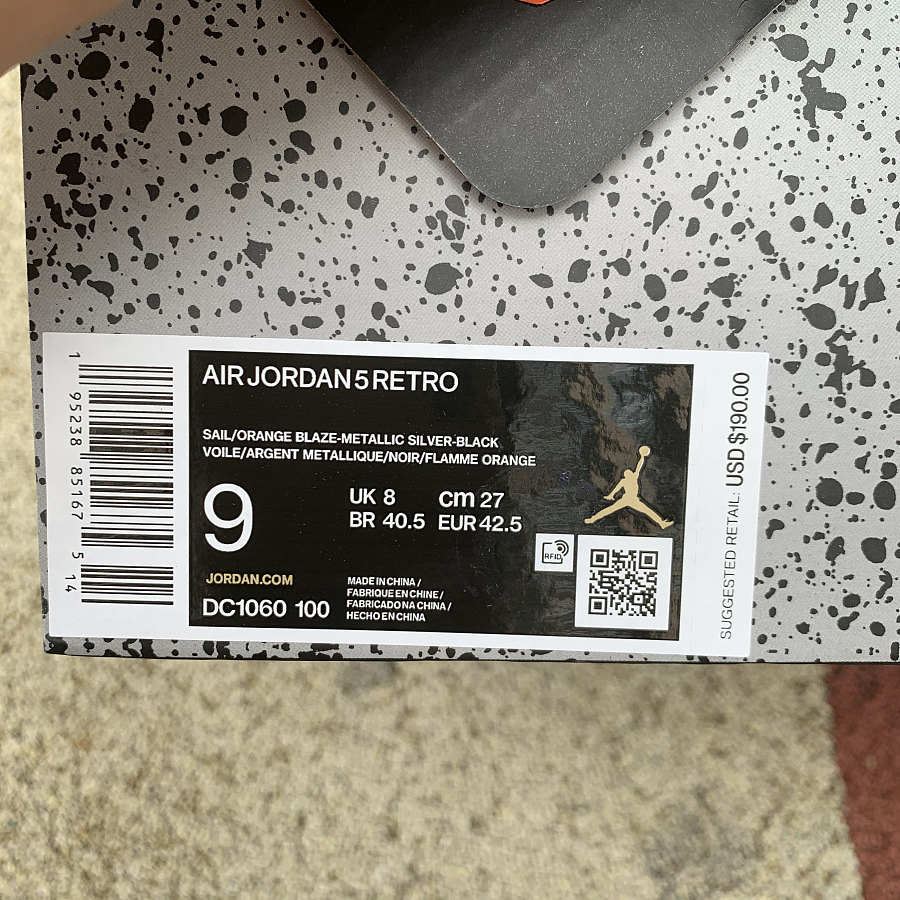 AIR JORDAN 5 RETRO
SAIL/ORANGE BLAZE-METALLIC SILVER-BLACK
VOILE/ARGENT METALLIQUE/NOIR/FLAMME ORANGE
9
UK 8 cm 27
BR 40.5 EUR 42.5
RFID
JORDAN.COM
DC1060 100
MADE IN CHINA /
FABRIQUE EN CHINE /
FABRICADO NA CHINA /
HECHO EN CHINA
1 95238 85167 5 14
SUGGESTED RETAIL: USD $190.00